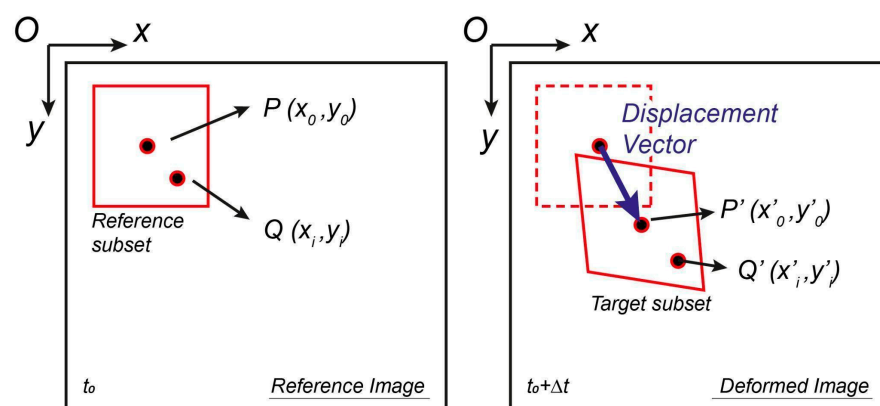 O x
y
P (x₀,y₀)
Q (xᵢ,yᵢ)
Reference
subset
t₀
Reference Image
O x
y
Displacement
Vector
P' (x'₀,y'₀)
Q' (x'ᵢ,y'ᵢ)
Target subset
t₀+Δt
Deformed Image